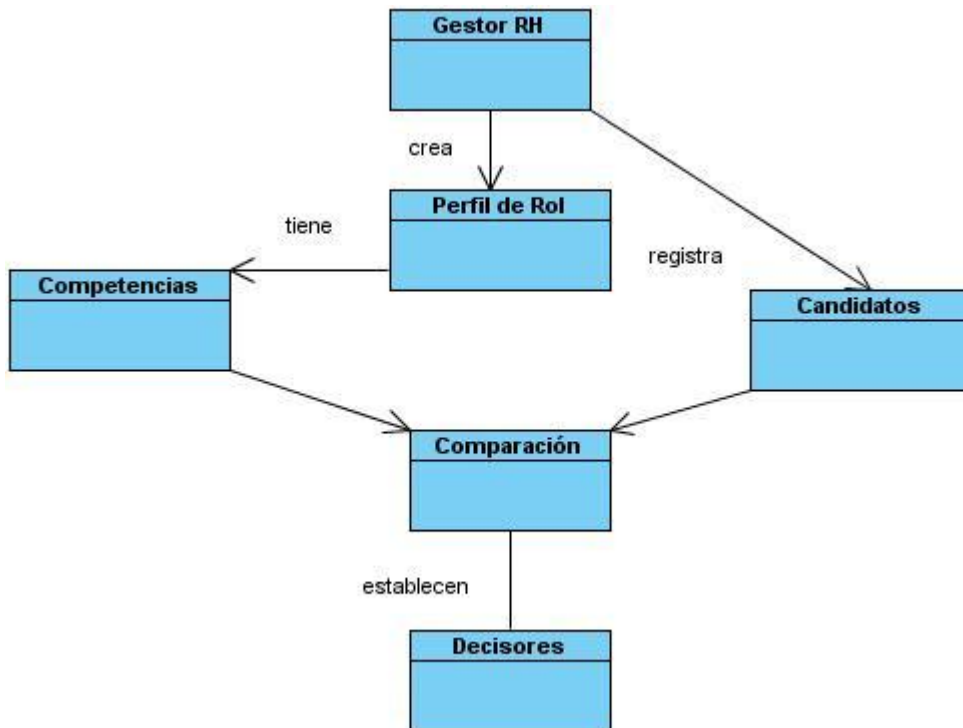 Gestor RH
crea
Perfil de Rol
tiene
registra
Competencias
Candidatos
Comparación
establecen
Decisores